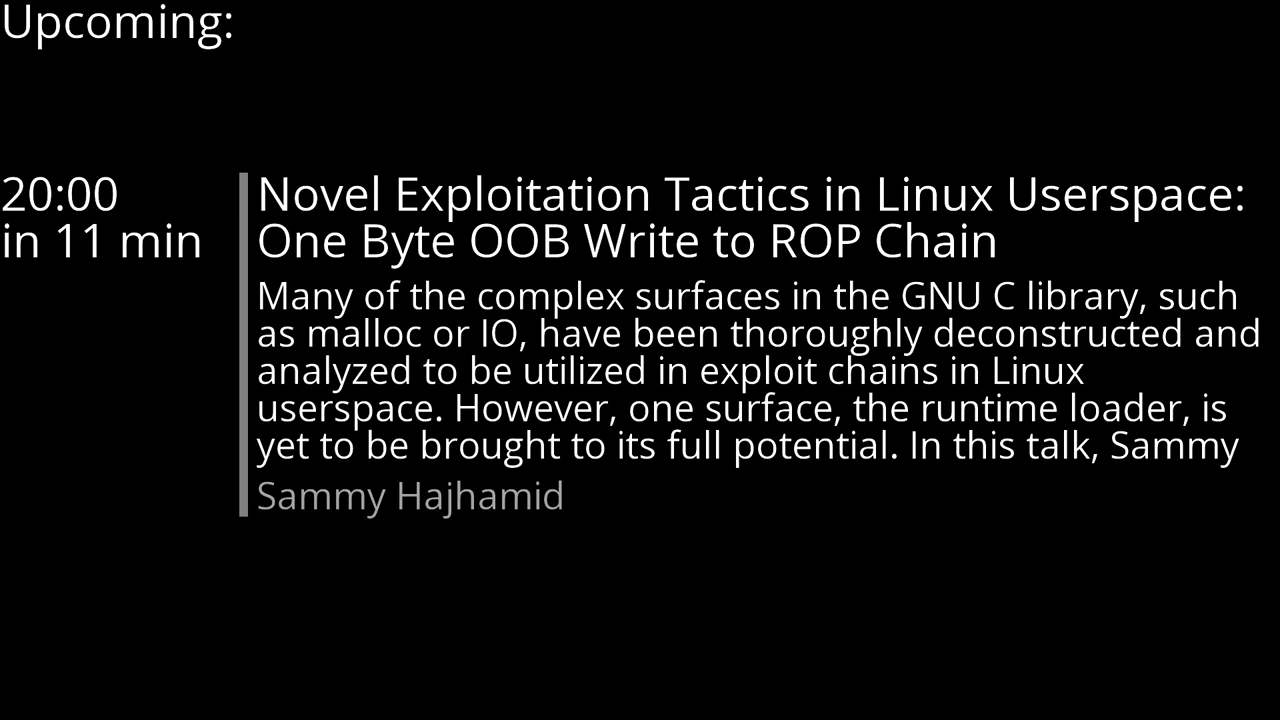 Upcoming:
20:00
in 11 min
Novel Exploitation Tactics in Linux Userspace:
One Byte OOB Write to ROP Chain
Many of the complex surfaces in the GNU C library, such
as malloc or IO, have been thoroughly deconstructed and
analyzed to be utilized in exploit chains in Linux
userspace. However, one surface, the runtime loader, is
yet to be brought to its full potential. In this talk, Sammy
Sammy Hajhamid